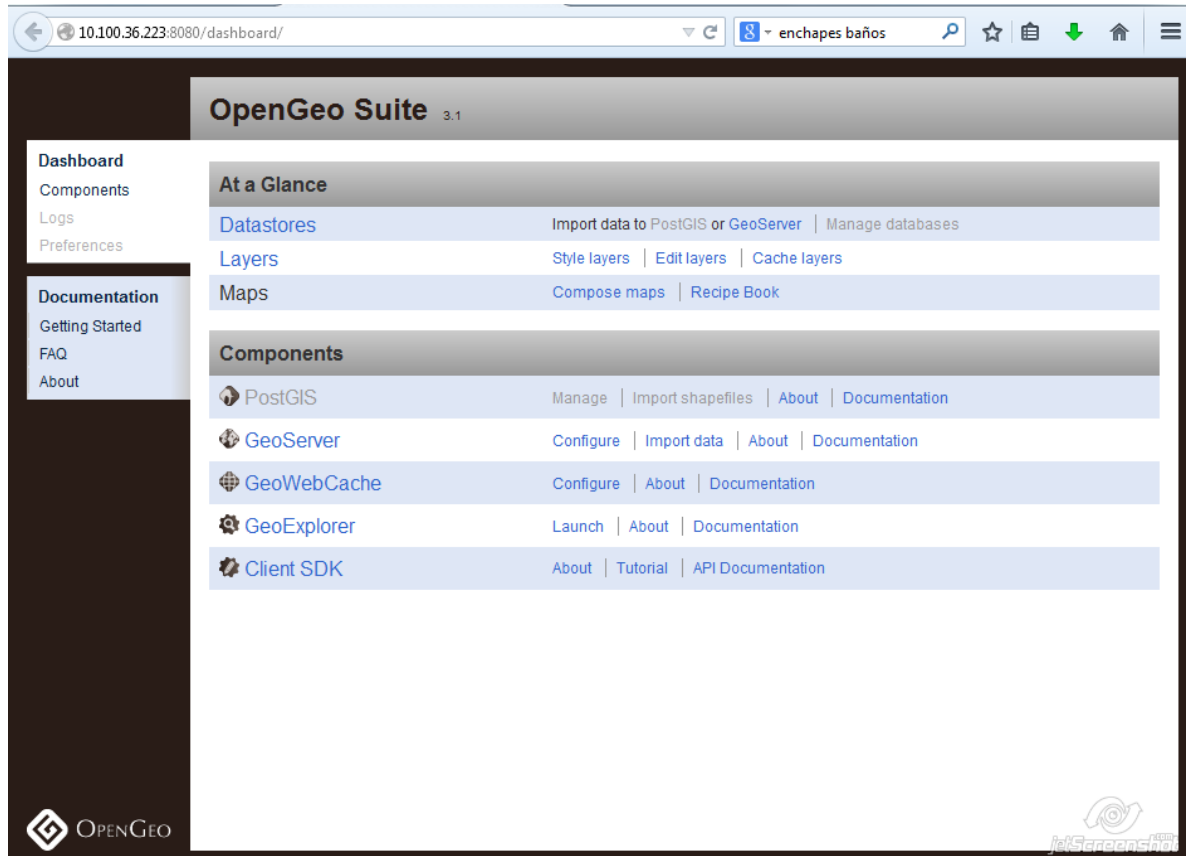 10.100.36.223:8080/dashboard/
8
enchapes baños
OpenGeo Suite 3.1
Dashboard
Components
Logs
Preferences
Documentation
Getting Started
FAQ
About
At a Glance
Datastores Import data to PostGIS or GeoServer | Manage databases
Layers Style layers | Edit layers | Cache layers
Maps Compose maps | Recipe Book
Components
PostGIS Manage | Import shapefiles | About | Documentation
GeoServer Configure | Import data | About | Documentation
GeoWebCache Configure | About | Documentation
GeoExplorer Launch | About | Documentation
Client SDK About | Tutorial | API Documentation
OPENGEO
jetScreenshot.com